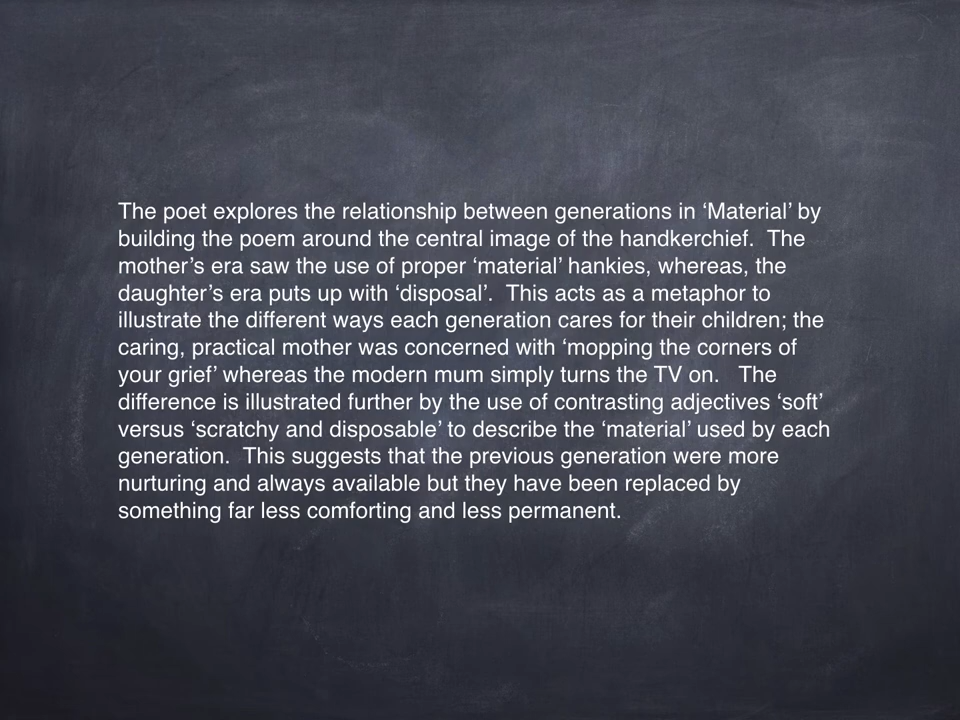 The poet explores the relationship between generations in ‘Material’ by
building the poem around the central image of the handkerchief.  The
mother’s era saw the use of proper ‘material’ hankies, whereas, the
daughter’s era puts up with ‘disposal’.  This acts as a metaphor to
illustrate the different ways each generation cares for their children; the
caring, practical mother was concerned with ‘mopping the corners of
your grief’ whereas the modern mum simply turns the TV on.   The
difference is illustrated further by the use of contrasting adjectives ‘soft’
versus ‘scratchy and disposable’ to describe the ‘material’ used by each
generation.  This suggests that the previous generation were more
nurturing and always available but they have been replaced by
something far less comforting and less permanent.